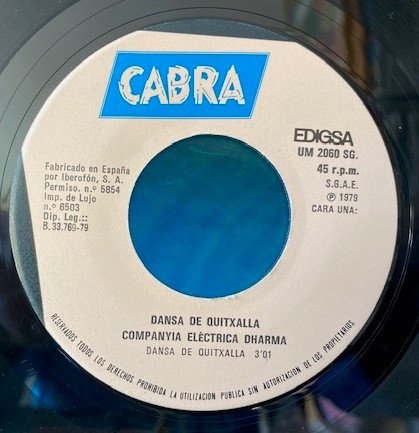 CABRA
EDIGSA
UM 2060 SG.
45 r.p.m.
S.G.A.E.
Ⓟ 1979
CARA UNA:
Fabricado en España
por Iberofón, S. A.
Permiso. n.º 5854
Imp. de Lujo
n.º 6503
Dip. Leg.::
B.33.769-79
DANSA DE QUITXALLA
COMPANYIA ELÈCTRICA DHARMA
DANSA DE QUITXALLA 3'01
RESERVADOS TODOS LOS DERECHOS PROHIBIDA LA UTILIZACION PUBLICA SIN AUTORIZACION DE LOS PROPIETARIOS